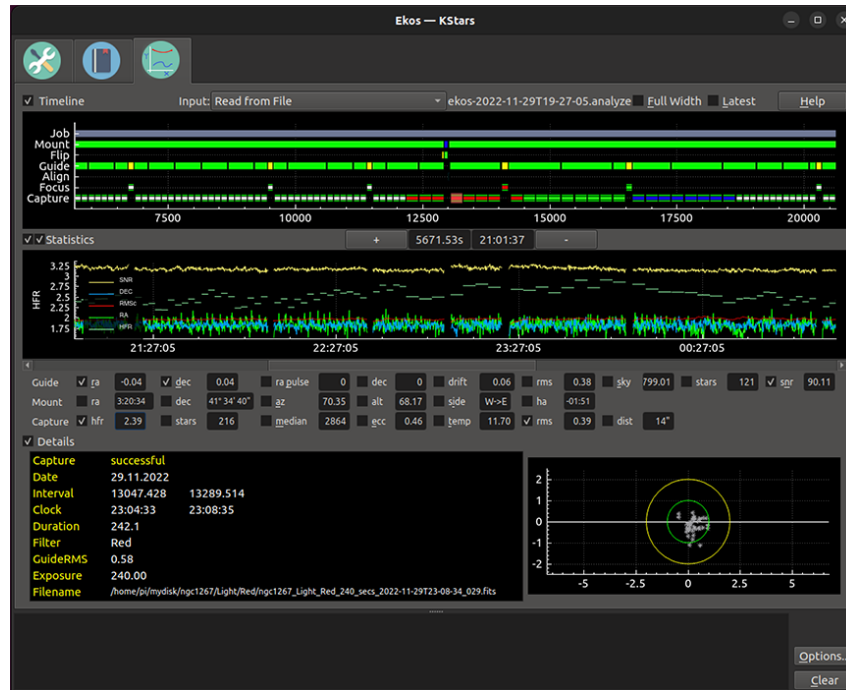 Ekos — KStars
Timeline Input: Read from File ekos-2022-11-29T19-27-05.analyze Full Width Latest Help
Job
Mount
Flip
Guide
Align
Focus
Capture
7500 10000 12500 15000 17500 20000
Statistics + 5671.53s 21:01:37 -
HFR
3.25
3
2.75
2.5
2.25
2
1.75
SNR
DEC
RMSc
RA
HFR
21:27:05 22:27:05 23:27:05 00:27:05
Guide ra -0.04 dec 0.04 ra pulse 0 dec 0 drift 0.06 rms 0.38 sky 799.01 stars 121 snr 90.11
Mount ra 3:20:34 dec 41° 34' 40" az 70.35 alt 68.17 side W->E ha -01:51
Capture hfr 2.39 stars 216 median 2864 ecc 0.46 temp 11.70 rms 0.39 dist 14"
Details
Capture successful
Date 29.11.2022
Interval 13047.428 13289.514
Clock 23:04:33 23:08:35
Duration 242.1
Filter Red
GuideRMS 0.58
Exposure 240.00
Filename /home/pi/mydisk/ngc1267/Light/Red/ngc1267_Light_Red_240_secs_2022-11-29T23-08-34_029.fits
2
1
0
-1
-2
-5 -2.5 0 2.5 5
Options..
Clear